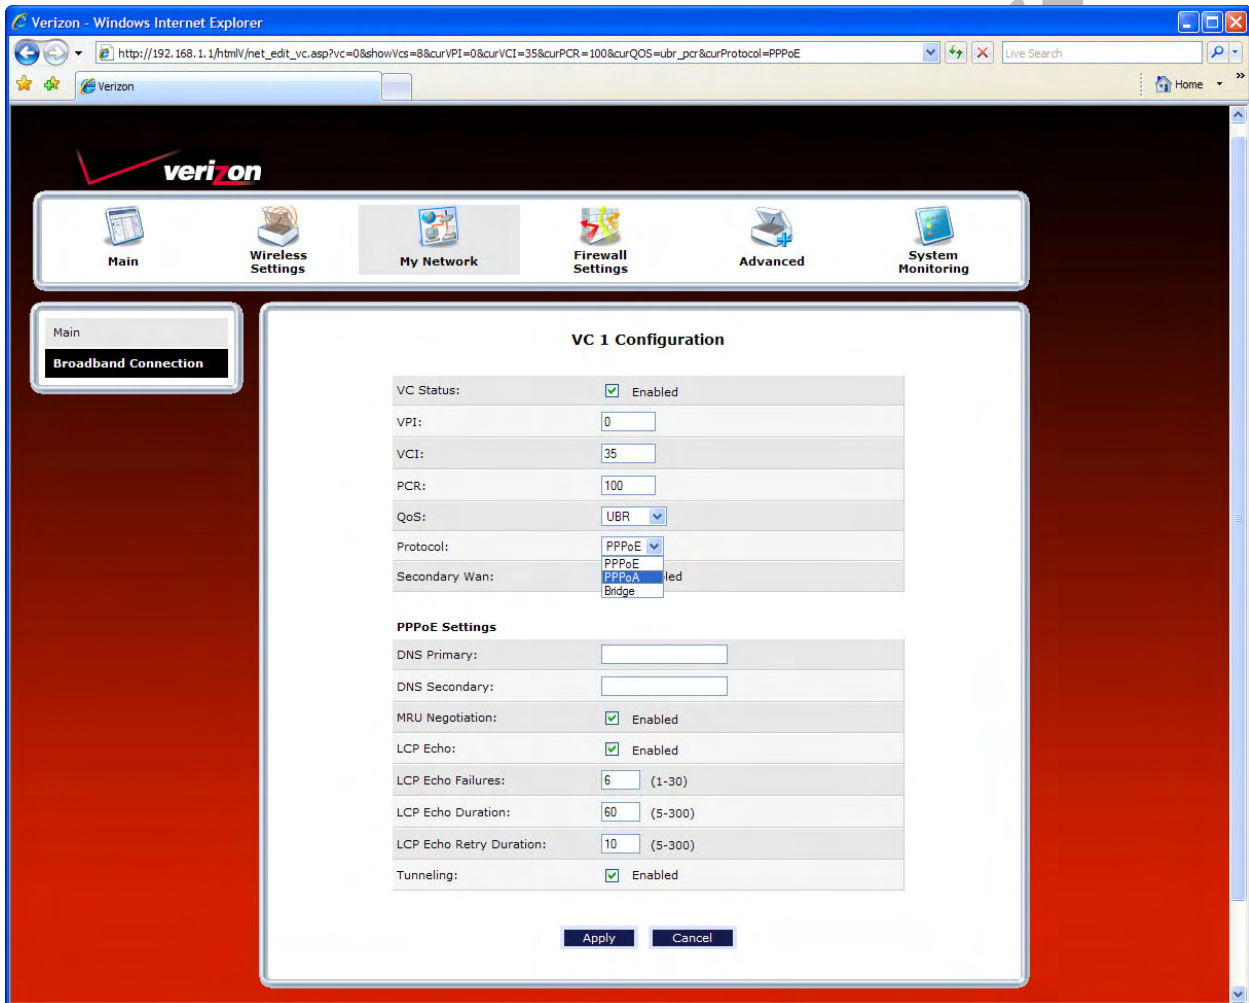 Verizon - Windows Internet Explorer
http://192.168.1.1/htmlV/net_edit_vc.asp?vc=0&showVcs=8&curVPI=0&curVCI=35&curPCR=100&curQOS=ubr_pcr&curProtocol=PPPoE
Live Search
Verizon
Home
verizon
Main
Wireless Settings
My Network
Firewall Settings
Advanced
System Monitoring
Main
Broadband Connection
VC 1 Configuration
VC Status: Enabled
VPI: 0
VCI: 35
PCR: 100
QoS: UBR
Protocol: PPPoE
PPPoE
Secondary Wan: PPPoA led
Bridge
PPPoE Settings
DNS Primary:
DNS Secondary:
MRU Negotiation: Enabled
LCP Echo: Enabled
LCP Echo Failures: 6 (1-30)
LCP Echo Duration: 60 (5-300)
LCP Echo Retry Duration: 10 (5-300)
Tunneling: Enabled
Apply Cancel